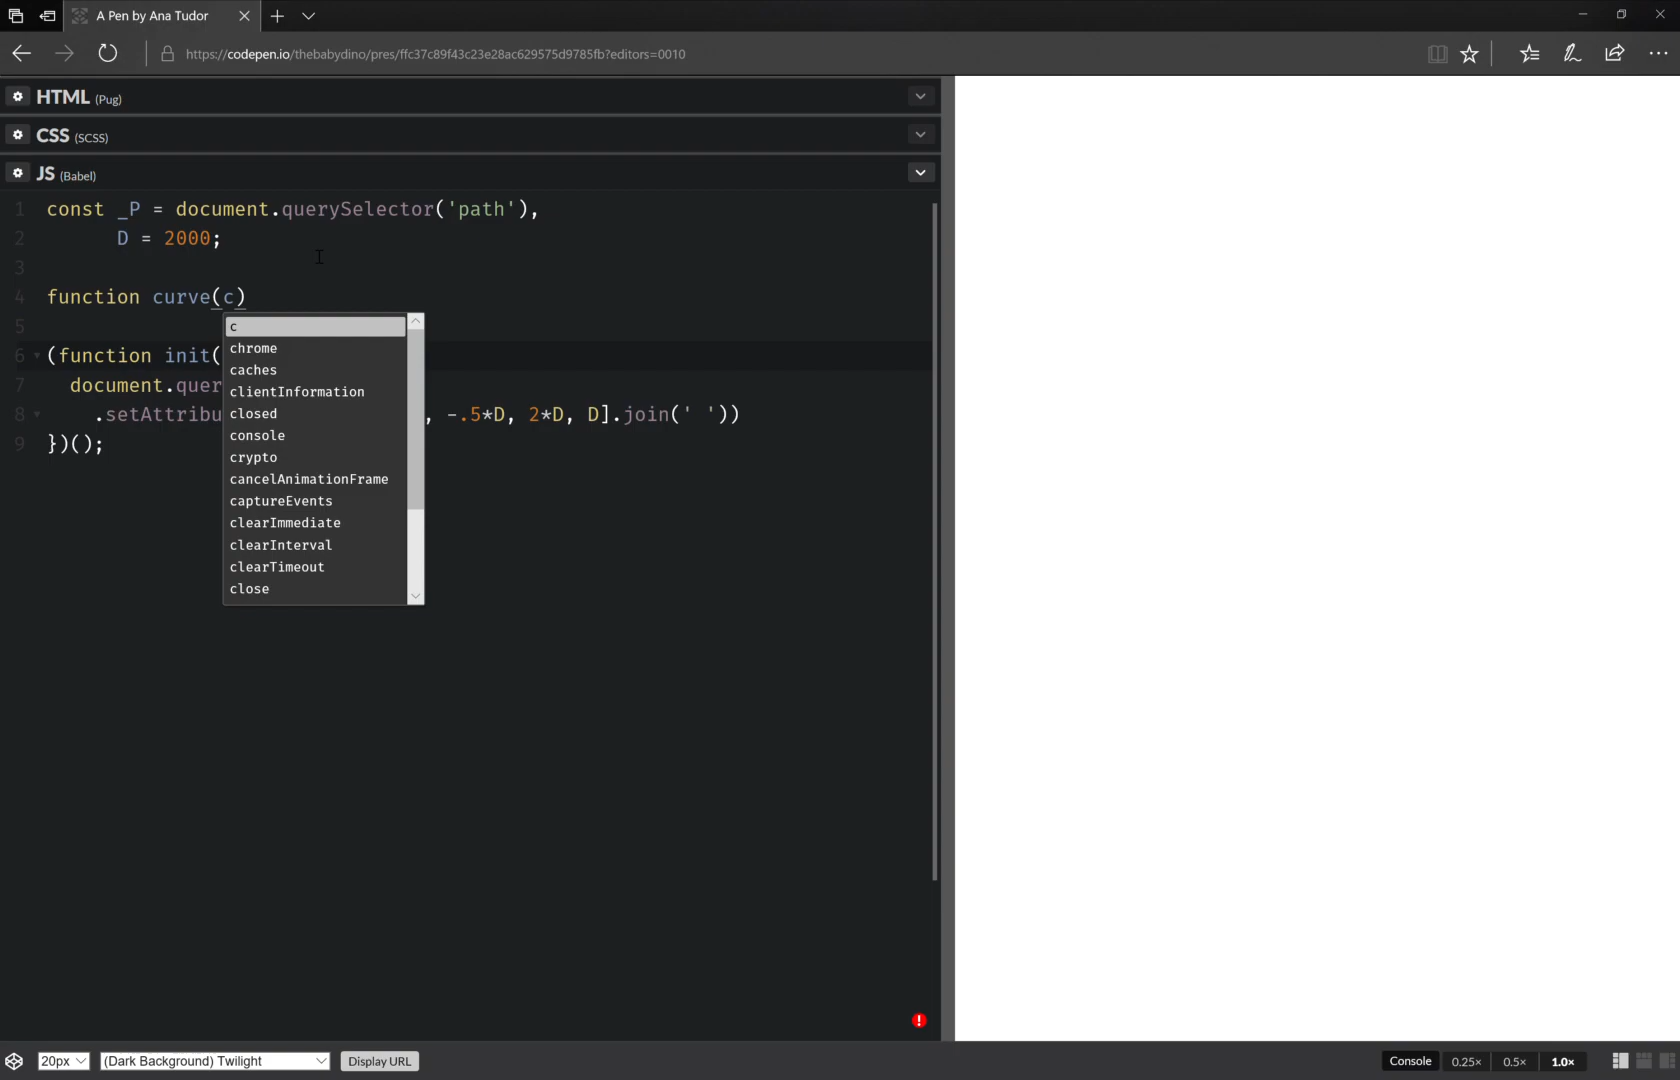 A Pen by Ana Tudor
https://codepen.io/thebabydino/pres/ffc37c89f43c23e28ac629575d9785fb?editors=0010
HTML (Pug)
CSS (SCSS)
JS (Babel)
1 const _P = document.querySelector('path'),
2 D = 2000;
3
4 function curve(c)
5
6 (function init(
7 document.quer
8 .setAttribu , -.5*D, 2*D, D].join(' '))
9 })();
c
chrome
caches
clientInformation
closed
console
crypto
cancelAnimationFrame
captureEvents
clearImmediate
clearInterval
clearTimeout
close
20px (Dark Background) Twilight Display URL Console 0.25× 0.5× 1.0×